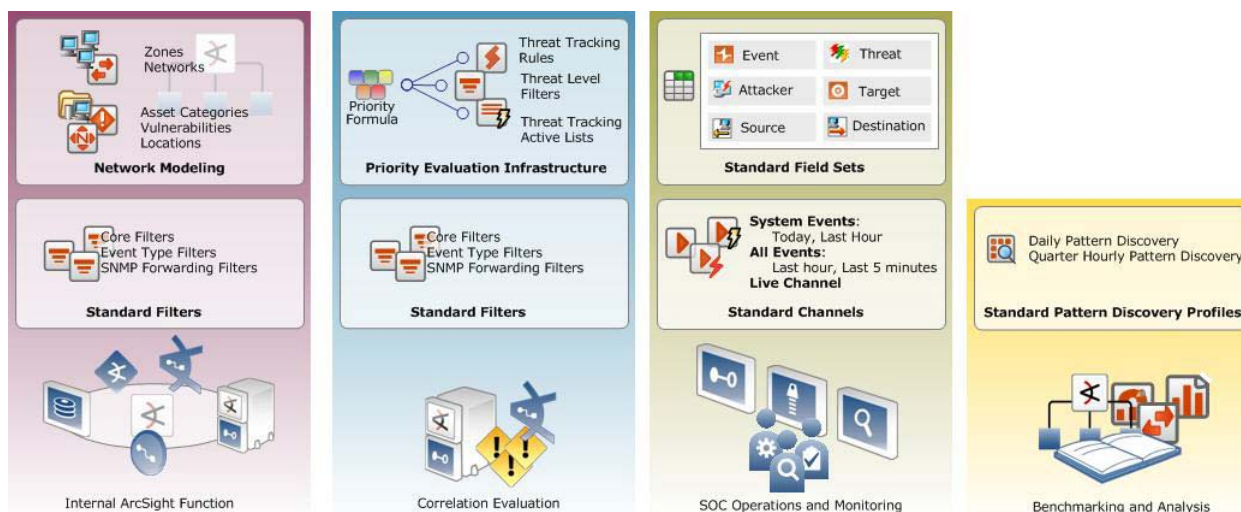 Zones
Networks
Asset Categories
Vulnerabilities
Locations
Network Modeling
Core Filters
Event Type Filters
SNMP Forwarding Filters
Standard Filters
Internal ArcSight Function
Priority
Formula
Threat Tracking
Rules
Threat Level
Filters
Threat Tracking
Active Lists
Priority Evaluation Infrastructure
Core Filters
Event Type Filters
SNMP Forwarding Filters
Standard Filters
Correlation Evaluation
Event
Threat
Attacker
Target
Source
Destination
Standard Field Sets
System Events:
Today, Last Hour
All Events:
Last hour, Last 5 minutes
Live Channel
Standard Channels
SOC Operations and Monitoring
Daily Pattern Discovery
Quarter Hourly Pattern Discovery
Standard Pattern Discovery Profiles
Benchmarking and Analysis